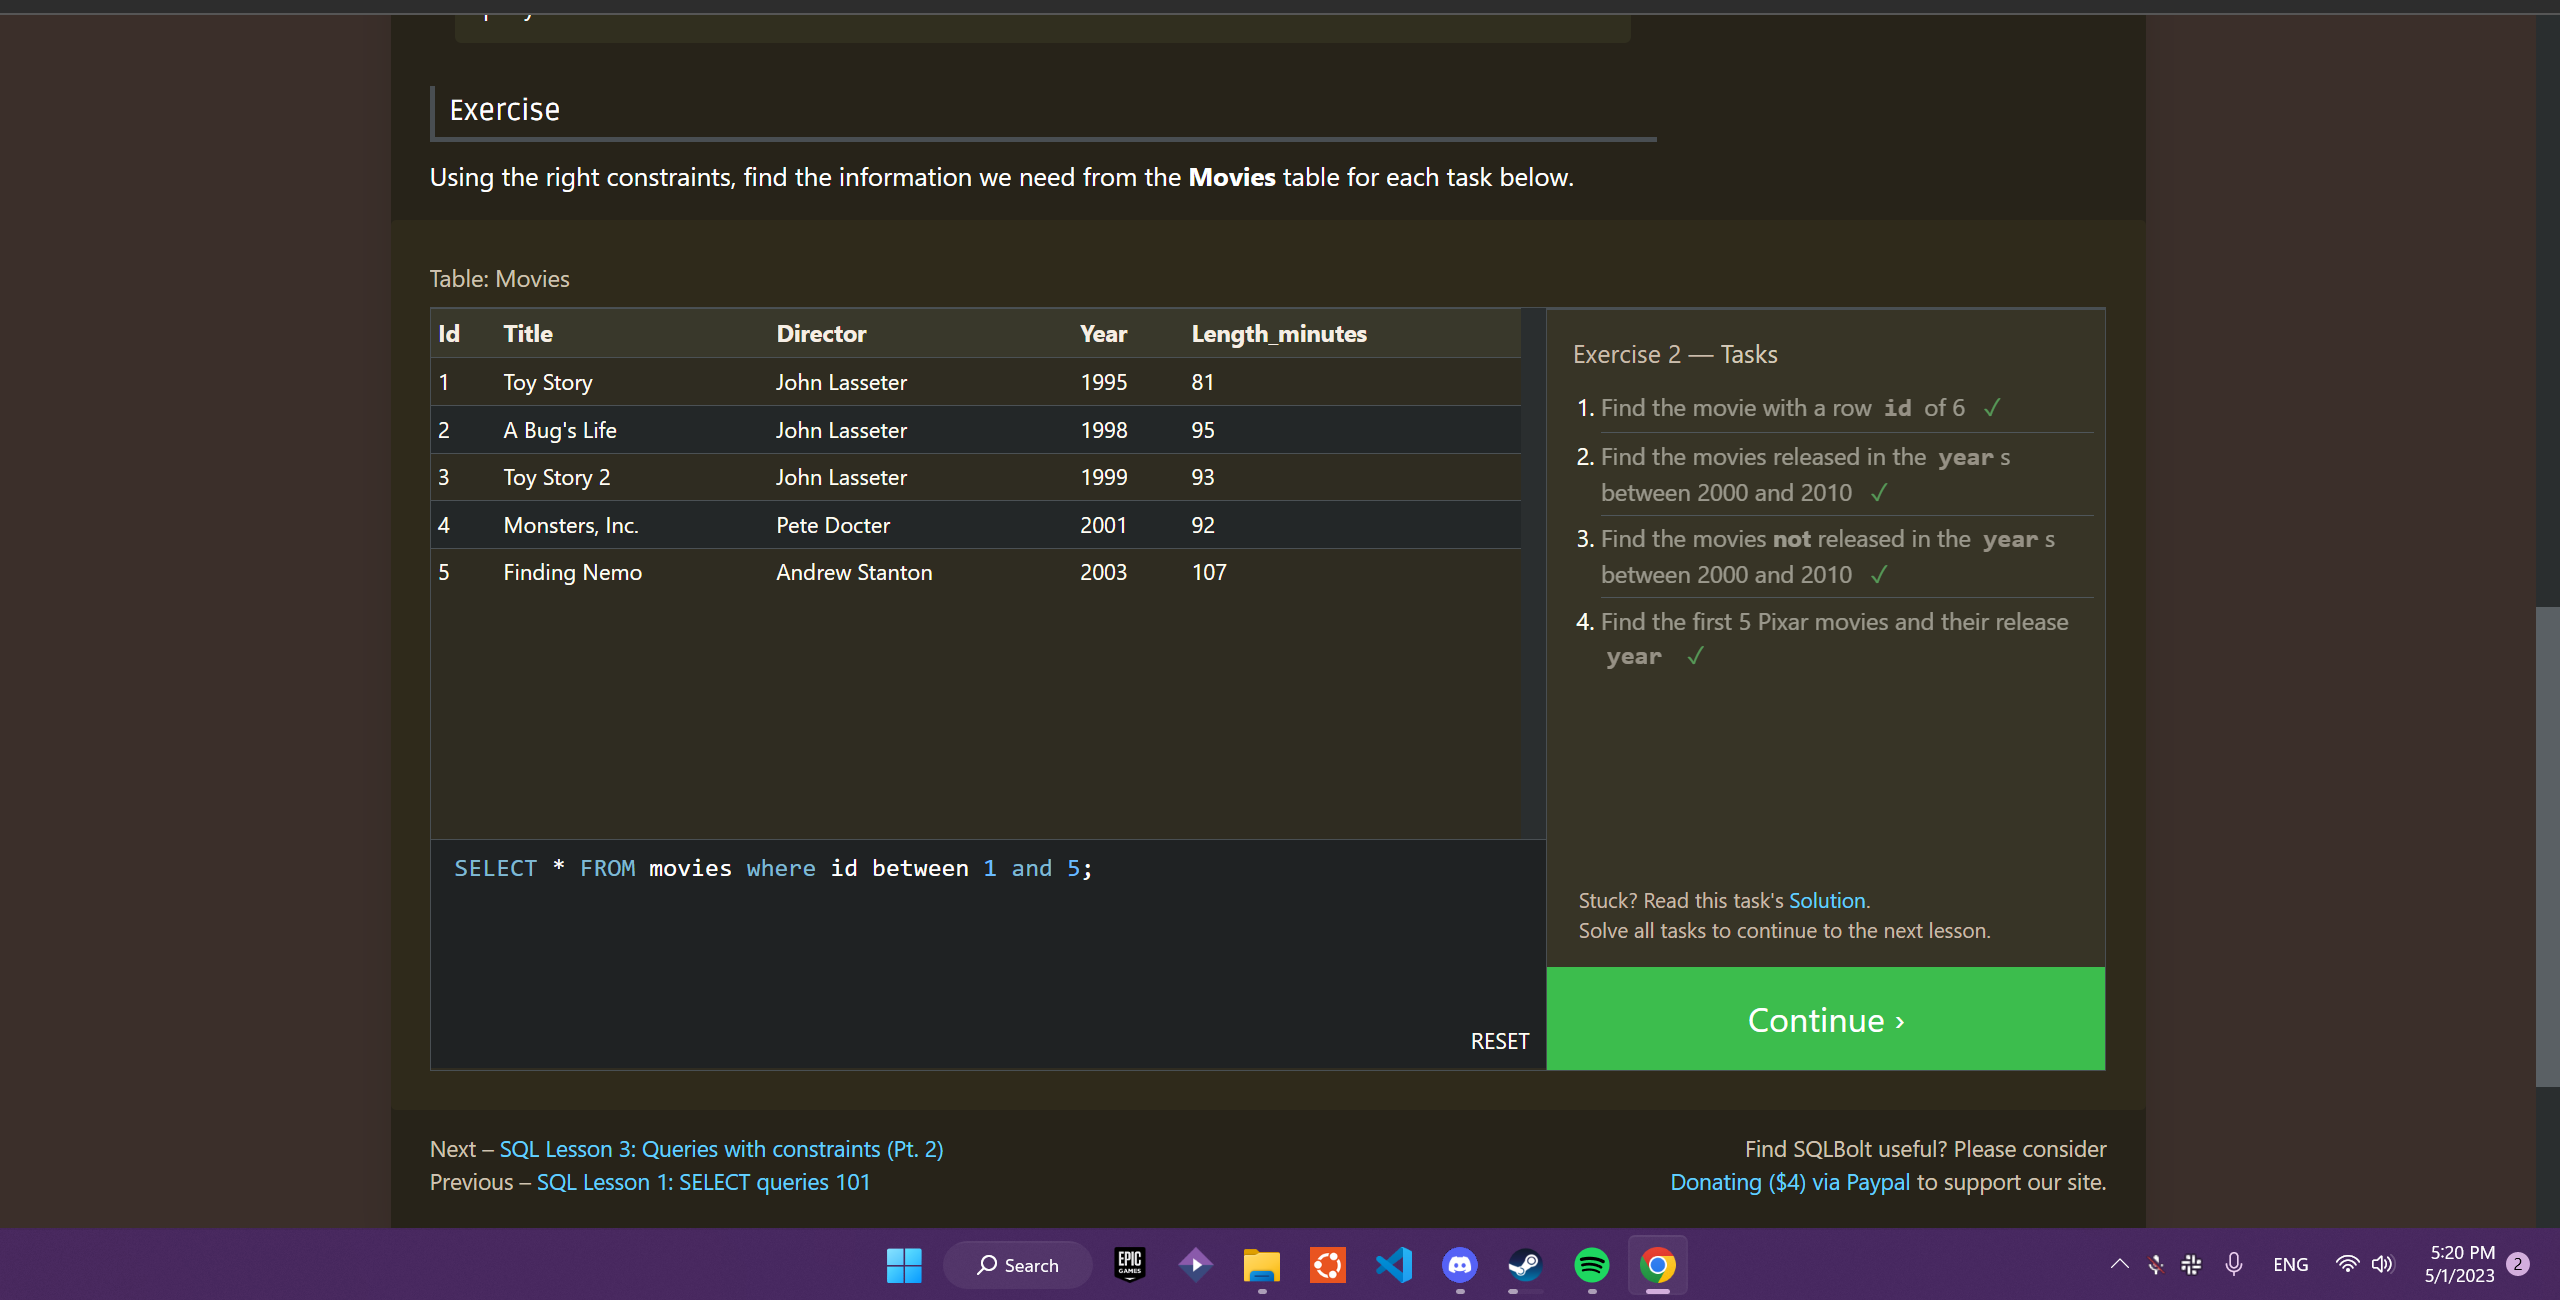 Exercise
Using the right constraints, find the information we need from the Movies table for each task below.
Table: Movies
Id Title Director Year Length_minutes
1 Toy Story John Lasseter 1995 81
2 A Bug's Life John Lasseter 1998 95
3 Toy Story 2 John Lasseter 1999 93
4 Monsters, Inc. Pete Docter 2001 92
5 Finding Nemo Andrew Stanton 2003 107
SELECT * FROM movies where id between 1 and 5;
RESET
Exercise 2 — Tasks
1. Find the movie with a row id of 6 ✓
2. Find the movies released in the year s
between 2000 and 2010 ✓
3. Find the movies not released in the year s
between 2000 and 2010 ✓
4. Find the first 5 Pixar movies and their release
year ✓
Stuck? Read this task's Solution.
Solve all tasks to continue to the next lesson.
Continue ›
Next – SQL Lesson 3: Queries with constraints (Pt. 2)
Previous – SQL Lesson 1: SELECT queries 101
Find SQLBolt useful? Please consider
Donating ($4) via Paypal to support our site.
Search
EPIC
GAMES
ENG
5:20 PM
5/1/2023
2